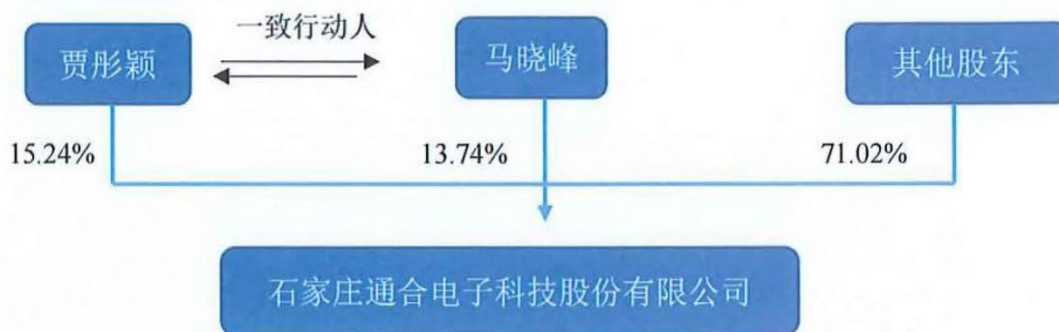 一致行动人
贾彤颖
马晓峰
其他股东
15.24%
13.74%
71.02%
石家庄通合电子科技股份有限公司